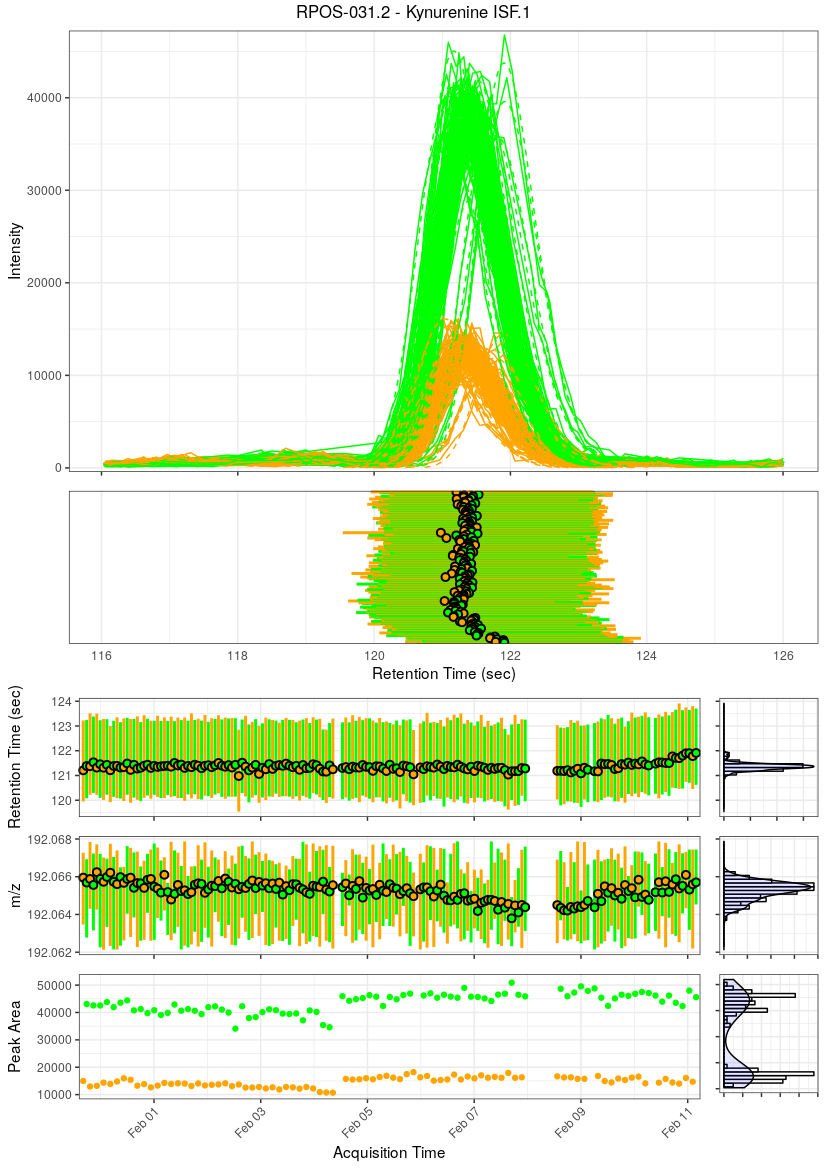 RPOS-031.2 - Kynurenine ISF.1
Intensity
40000
30000
20000
10000
0
116
118
120
122
124
126
Retention Time (sec)
Retention Time (sec)
124
123
122
121
120
m/z
192.068
192.066
192.064
192.062
Peak Area
50000
40000
30000
20000
10000
Feb 01
Feb 03
Feb 05
Feb 07
Feb 09
Feb 11
Acquisition Time